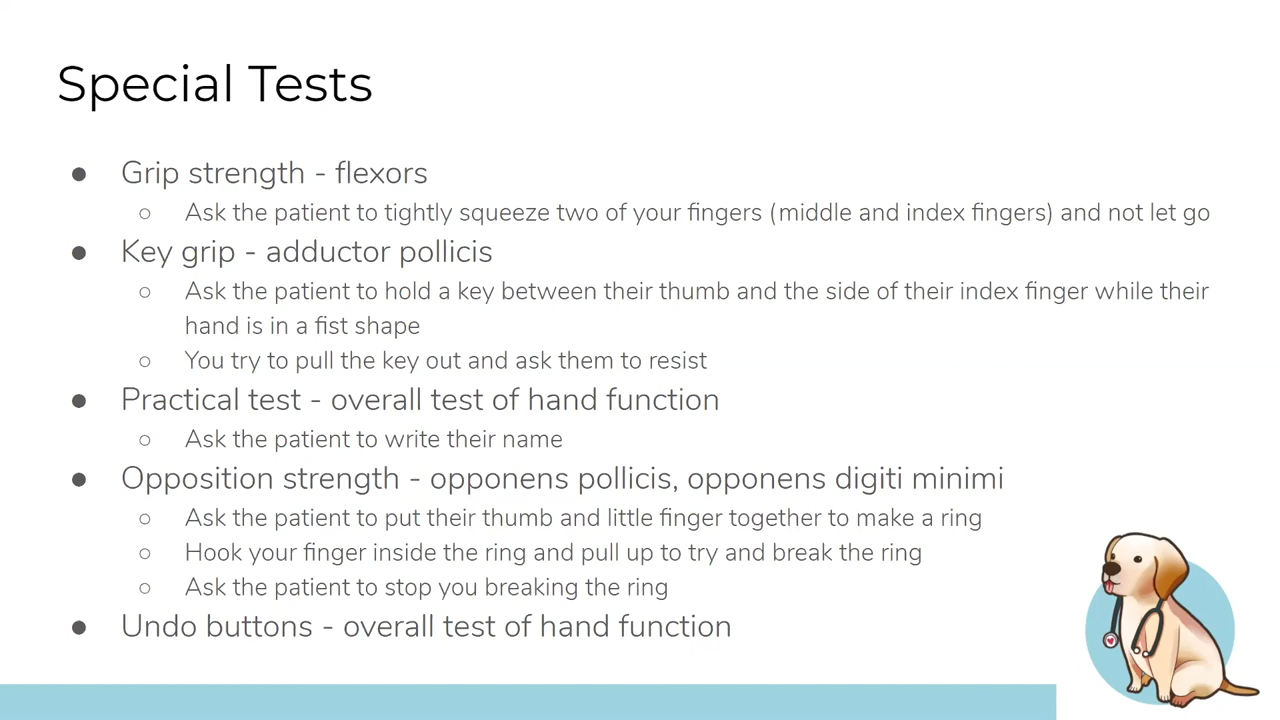 Special Tests
● Grip strength - flexors
○ Ask the patient to tightly squeeze two of your fingers (middle and index fingers) and not let go
● Key grip - adductor pollicis
○ Ask the patient to hold a key between their thumb and the side of their index finger while their
hand is in a fist shape
○ You try to pull the key out and ask them to resist
● Practical test - overall test of hand function
○ Ask the patient to write their name
● Opposition strength - opponens pollicis, opponens digiti minimi
○ Ask the patient to put their thumb and little finger together to make a ring
○ Hook your finger inside the ring and pull up to try and break the ring
○ Ask the patient to stop you breaking the ring
● Undo buttons - overall test of hand function